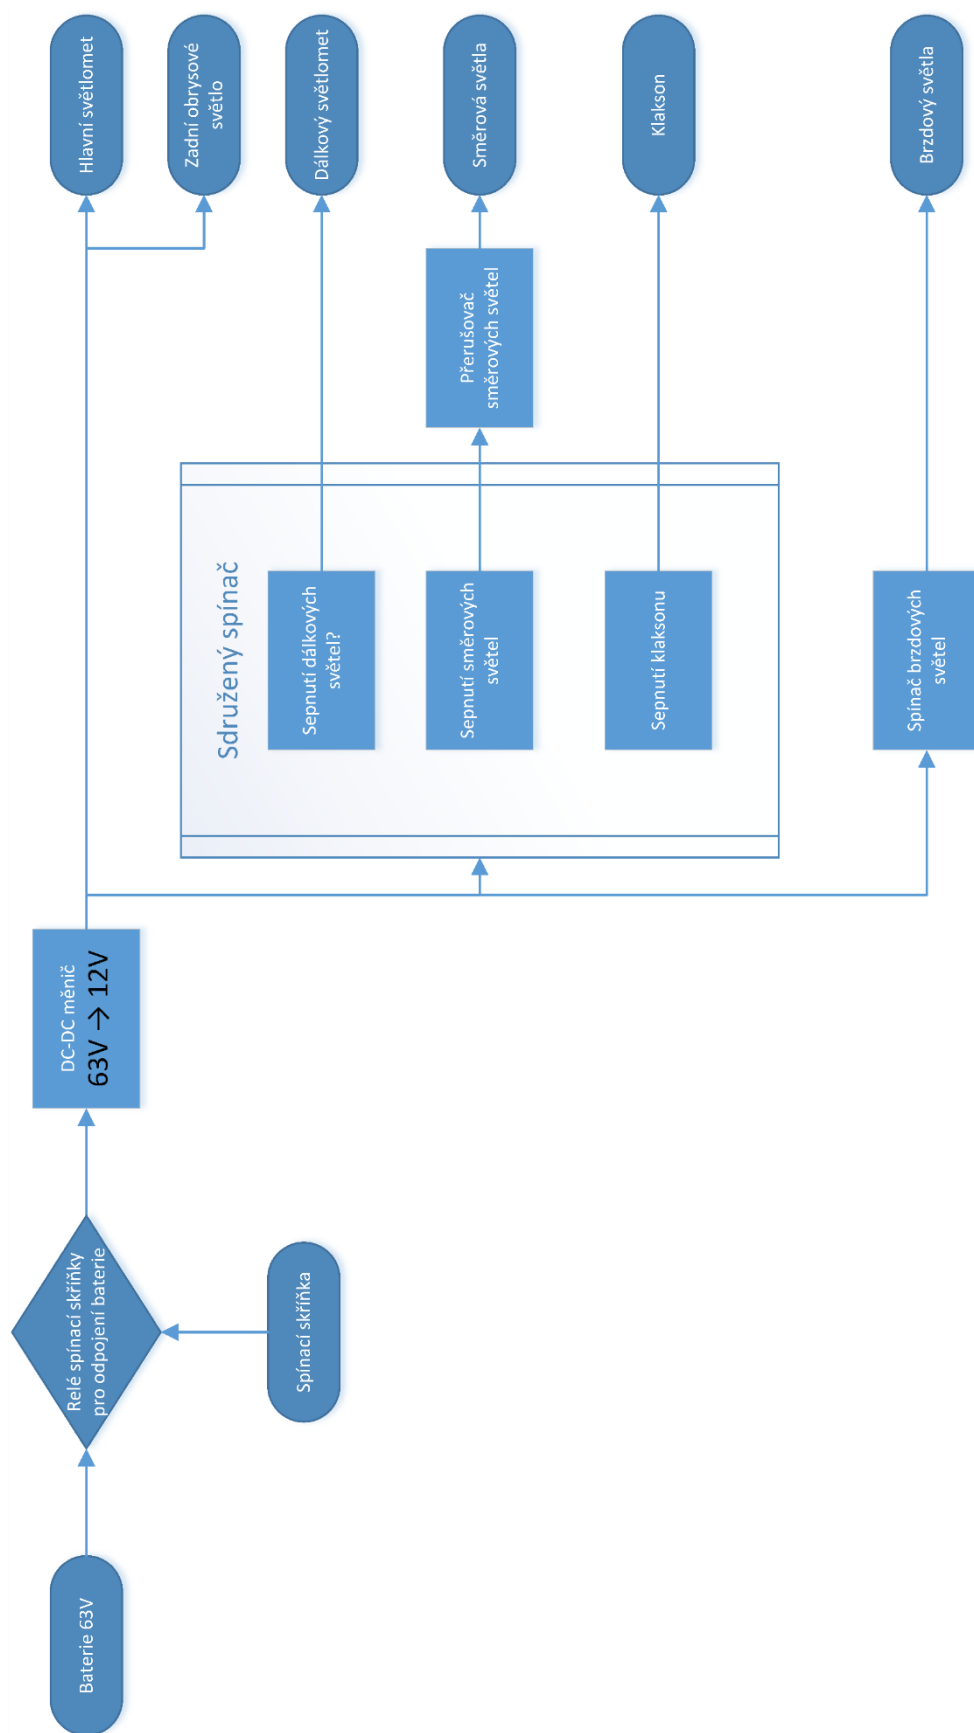 Hlavní světlomet
Zadní obrysové
světlo
Dálkový světlomet
Směrová světla
Klakson
Brzdový světla
Přerušovač
směrových světel
Sdružený spínač
Sepnutí dálkových
světel?
Sepnutí směrových
světel
Sepnutí klaksonu
Spínač brzdových
světel
DC-DC měnič
63V → 12V
Relé spínací skříňky
pro odpojení baterie
Spínací skříňka
Baterie 63V